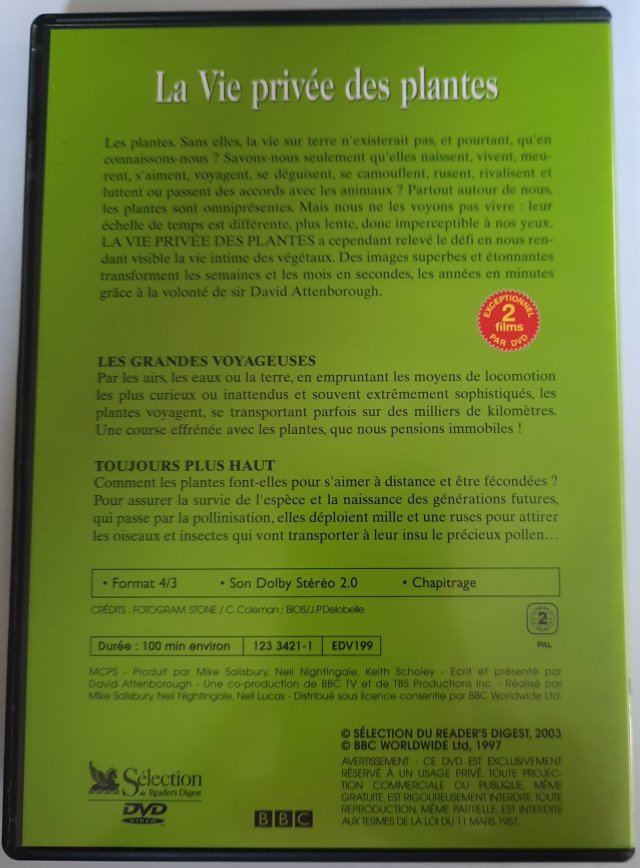 La Vie privée des plantes
Les plantes. Sans elles, la vie sur terre n'existerait pas, et pourtant, qu'en
connaissons-nous ? Savons-nous seulement qu'elles naissent, vivent, meu-
rent, s'aiment, voyagent, se déguisent, se camouflent, rusent, rivalisent et
luttent ou passent des accords avec les animaux ? Partout autour de nous,
les plantes sont omniprésentes. Mais nous ne les voyons pas vivre : leur
échelle de temps est différente, plus lente, donc imperceptible à nos yeux.
LA VIE PRIVÉE DES PLANTES a cependant relevé le défi en nous ren-
dant visible la vie intime des végétaux. Des images superbes et étonnantes
transforment les semaines et les mois en secondes, les années en minutes
grâce à la volonté de sir David Attenborough.
EXCEPTIONNEL
2
films
PAR DVD
LES GRANDES VOYAGEUSES
Par les airs, les eaux ou la terre, en empruntant les moyens de locomotion
les plus curieux ou inattendus et souvent extrêmement sophistiqués, les
plantes voyagent, se transportant parfois sur des milliers de kilomètres.
Une course effrénée avec les plantes, que nous pensions immobiles !
TOUJOURS PLUS HAUT
Comment les plantes font-elles pour s'aimer à distance et être fécondées ?
Pour assurer la survie de l'espèce et la naissance des générations futures,
qui passe par la pollinisation, elles déploient mille et une ruses pour attirer
les oiseaux et insectes qui vont transporter à leur insu le précieux pollen...
• Format 4/3 • Son Dolby Stéréo 2.0 • Chapitrage
CRÉDITS : FOTOGRAM. STONE / C. Coleman ; BIOS/J.P.Delobelle
2
PAL
Durée : 100 min environ 123 3421-1 EDV199
MCPS - Produit par Mike Salisbury, Neil Nightingale, Keith Scholey - Ecrit et présenté par
David Attenborough - Une co-production de BBC TV et de TBS Productions Inc. - Réalisé par
Mike Salisbury, Neil Nightingale, Neil Lucas - Distribué sous licence consentie par BBC Worldwide Ltd.
© SÉLECTION DU READER'S DIGEST, 2003
© BBC WORLDWIDE Ltd, 1997
AVERTISSEMENT : CE DVD EST EXCLUSIVEMENT
RÉSERVÉ À UN USAGE PRIVÉ. TOUTE PROJEC-
TION COMMERCIALE OU PUBLIQUE, MÊME
GRATUITE, EST RIGOUREUSEMENT INTERDITE. TOUTE
REPRODUCTION, MÊME PARTIELLE, EST INTERDITE
AUX TERMES DE LA LOI DU 11 MARS 1957.
Sélection
du Reader's Digest
DVD
VIDEO
BBC